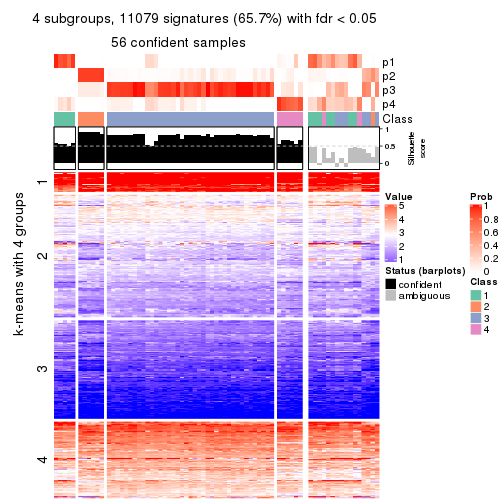 4 subgroups, 11079 signatures (65.7%) with fdr < 0.05
56 confident samples
p1
p2
p3
p4
Class
1
0.5
0
Silhouette
score
k-means with 4 groups
1
2
3
4
Value
5
4
3
2
1
Status (barplots)
confident
ambiguous
Prob
1
0.8
0.6
0.4
0.2
0
Class
1
2
3
4